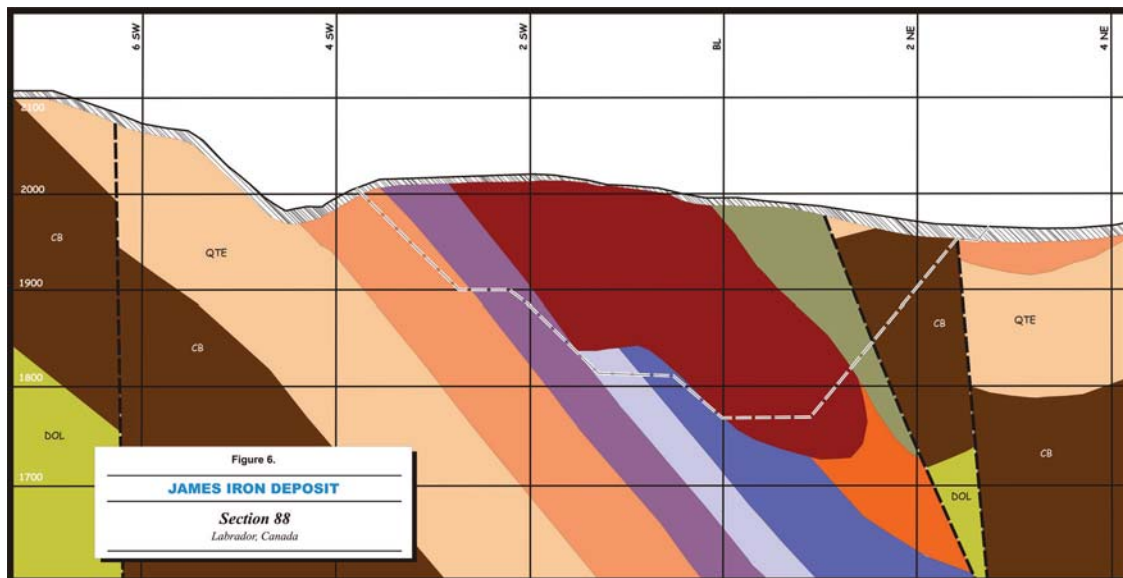 6 SW
4 SW
2 SW
BL
2 NE
4 NE
2100
2000
CB
QTE
1900
CB
QTE
CB
1800
DOL
CB
1700
DOL
Figure 6.
JAMES IRON DEPOSIT
Section 88
Labrador, Canada